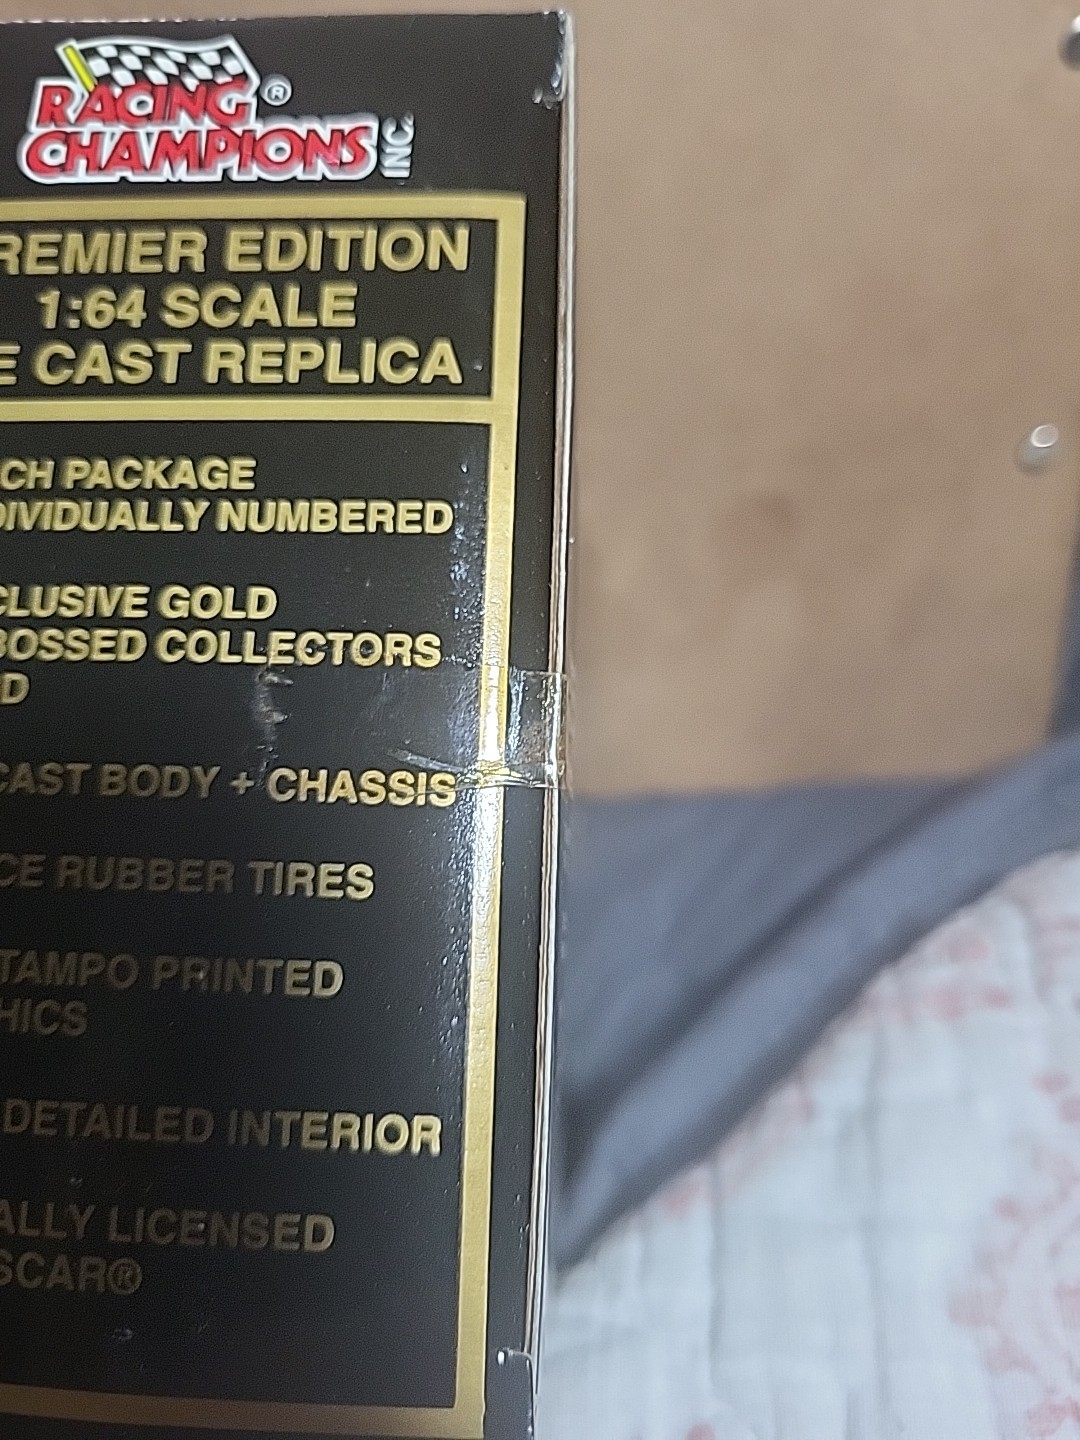 RACING ®
CHAMPIONS INC.
REMIER EDITION
1:64 SCALE
E CAST REPLICA
CH PACKAGE
DIVIDUALLY NUMBERED
CLUSIVE GOLD
BOSSED COLLECTORS
D
CAST BODY + CHASSIS
CE RUBBER TIRES
TAMPO PRINTED
HICS
DETAILED INTERIOR
ALLY LICENSED
SCAR®